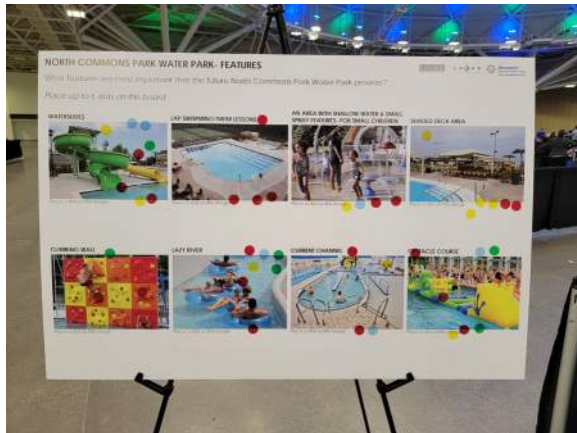 NORTH COMMONS PARK WATER PARK- FEATURES
What features are most important that the future North Commons Park Water Park provides?
Place up to 5 dots on this board
WATERSLIDES
LAP SWIMMING/SWIM LESSONS
AN AREA WITH SHALLOW WATER & SMALL
SPRAY FEATURES- FOR SMALL CHILDREN
SHADED DECK AREA
CLIMBING WALL
LAZY RIVER
CURRENT CHANNEL
OBSTACLE COURSE